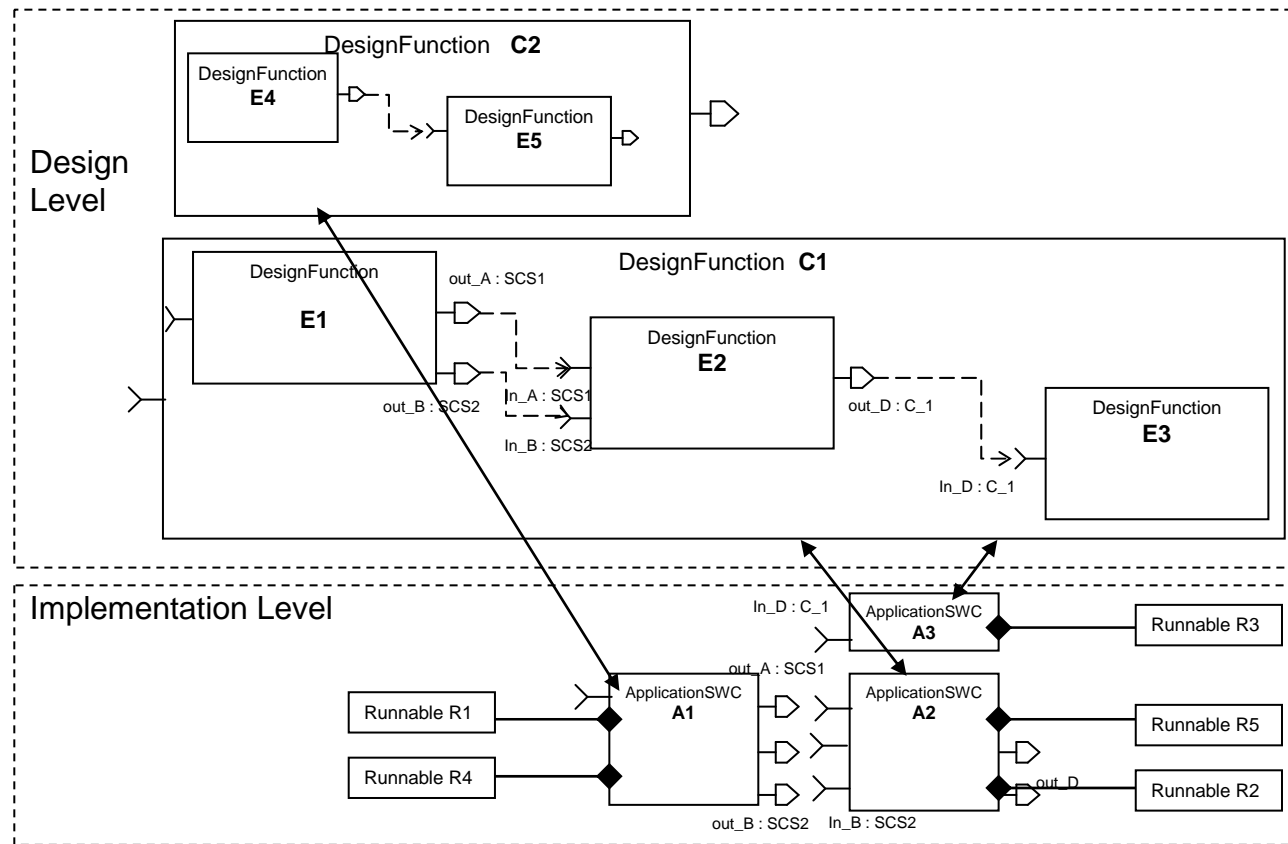 DesignFunction C2
DesignFunction
E4
DesignFunction
E5
Design
Level
DesignFunction C1
DesignFunction
E1
out_A : SCS1
out_B : SCS2
In_A : SCS1
In_B : SCS2
DesignFunction
E2
out_D : C_1
In_D : C_1
DesignFunction
E3
Implementation Level
In_D : C_1
ApplicationSWC
A3
Runnable R3
out_A : SCS1
ApplicationSWC
A1
ApplicationSWC
A2
Runnable R1
Runnable R5
Runnable R4
out_D
Runnable R2
out_B : SCS2
In_B : SCS2